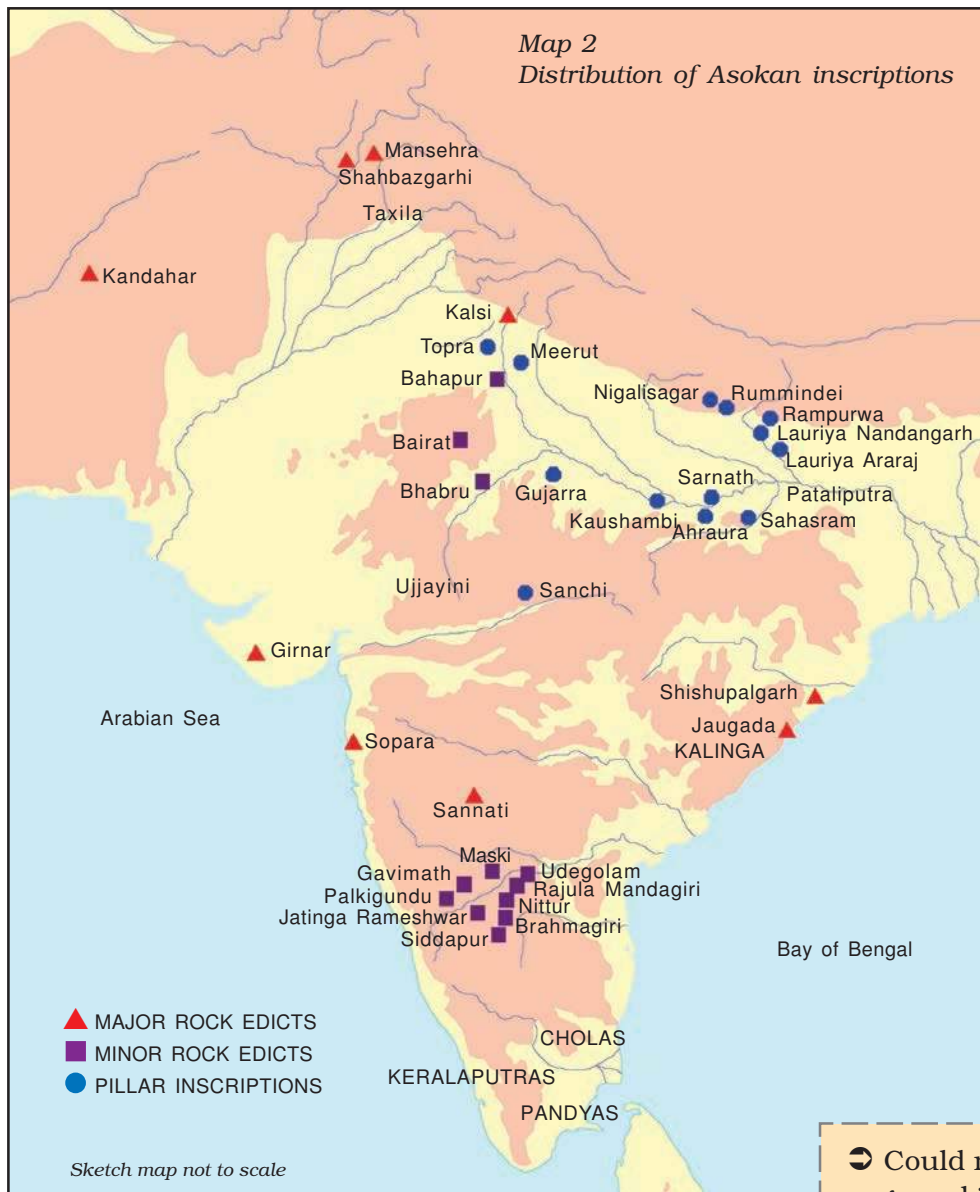 Map 2
Distribution of Asokan inscriptions
Mansehra
Shahbazgarhi
Taxila
Kandahar
Kalsi
Topra
Meerut
Bahapur
Nigalisagar
Rummindei
Rampurwa
Bairat
Lauriya Nandangarh
Lauriya Araraj
Bhabru
Gujarra
Sarnath
Pataliputra
Kaushambi
Sahasram
Ahraura
Ujjayini
Sanchi
Girnar
Shishupalgarh
Arabian Sea
Jaugada
Sopara
KALINGA
Sannati
Maski
Gavimath
Udegolam
Palkigundu
Rajula Mandagiri
Nittur
Jatinga Rameshwar
Brahmagiri
Siddapur
Bay of Bengal
MAJOR ROCK EDICTS
MINOR ROCK EDICTS
PILLAR INSCRIPTIONS
CHOLAS
KERALAPUTRAS
PANDYAS
Sketch map not to scale
➲ Could